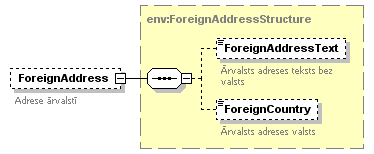 env:ForeignAddressStructure
ForeignAddressText
Ārvalsts adreses teksts bez
valsts
ForeignAddress
Adrese ārvalstī
ForeignCountry
Ārvalsts adreses valsts